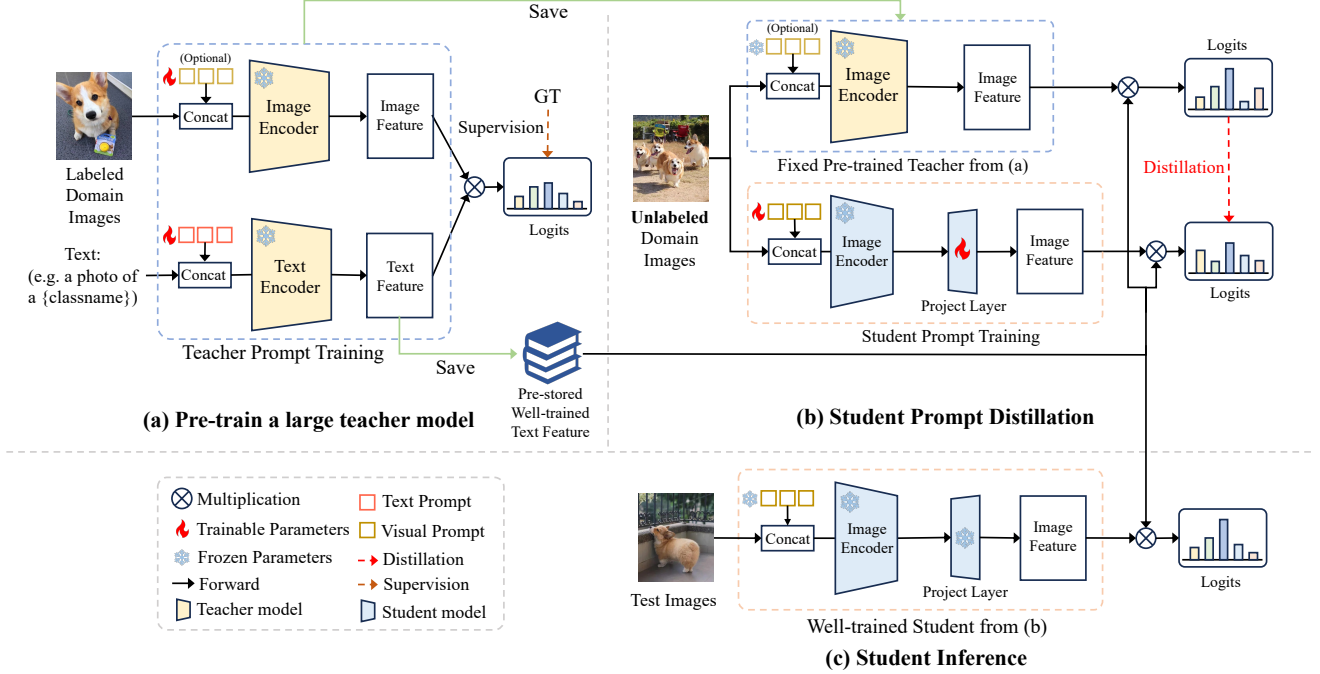 Save
(Optional)
Concat
Image
Encoder
Image
Feature
Labeled
Domain
Images
GT
Supervision
Logits
Text:
(e.g. a photo of
a {classname})
Concat
Text
Encoder
Text
Feature
Teacher Prompt Training
Save
Pre-stored
Well-trained
Text Feature
(a) Pre-train a large teacher model
(Optional)
Concat
Image
Encoder
Image
Feature
Logits
Fixed Pre-trained Teacher from (a)
Distillation
Unlabeled
Domain
Images
Concat
Image
Encoder
Project Layer
Image
Feature
Logits
Student Prompt Training
(b) Student Prompt Distillation
Multiplication
Trainable Parameters
Frozen Parameters
Forward
Teacher model
Text Prompt
Visual Prompt
Distillation
Supervision
Student model
Test Images
Concat
Image
Encoder
Project Layer
Image
Feature
Logits
Well-trained Student from (b)
(c) Student Inference